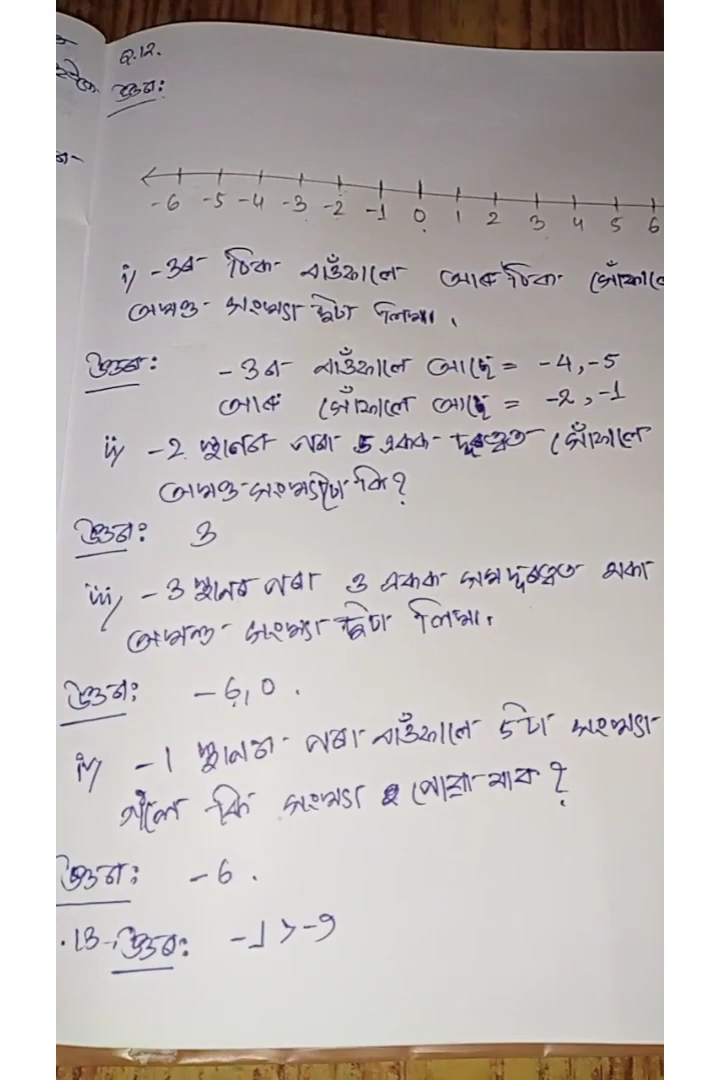 Q.12.
উত্তৰ:
-6 -5 -4 -3 -2 -1 0 1 2 3 4 5 6
i) -3ৰ ঠিক বাওঁফালে আৰু ঠিক সোঁফালে
অখণ্ড সংখ্যা দুটা লিখা।
উত্তৰ: -3ৰ বাওঁফালে আছে = -4, -5
আৰু সোঁফালে আছে = -2, -1
ii) -2 স্থানৰ পৰা 5 একক দূৰত্বত সোঁফালে
অখণ্ড সংখ্যাটো কি?
উত্তৰ: 3
iii) -3 স্থানৰ পৰা 3 একক সমদূৰত্বত থকা
অখণ্ড সংখ্যা দুটা লিখা।
উত্তৰ: -6, 0.
iv) -1 স্থানৰ পৰা বাওঁফালে 5টা সংখ্যা
গ'লে কি সংখ্যা পোৱা যাব?
উত্তৰ: -6.
.13. উত্তৰ: -1 > -9